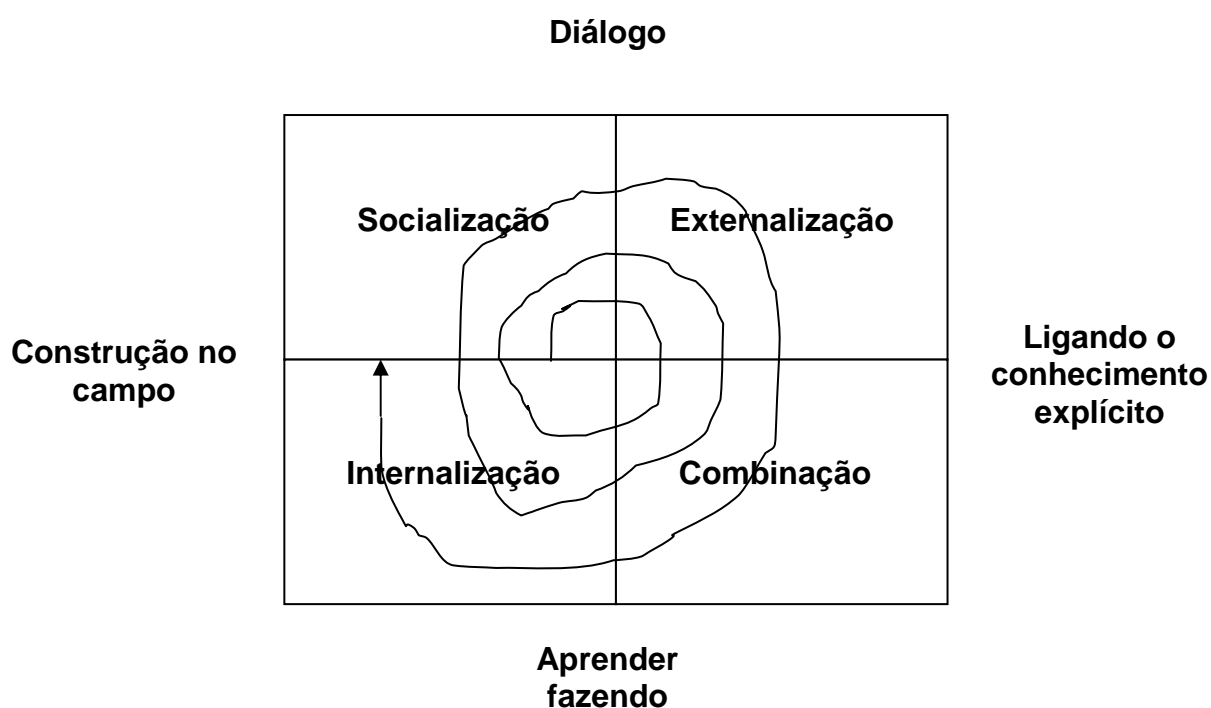 Diálogo
Socialização
Externalização
Construção no
campo
Ligando o
conhecimento
explícito
Internalização
Combinação
Aprender
fazendo